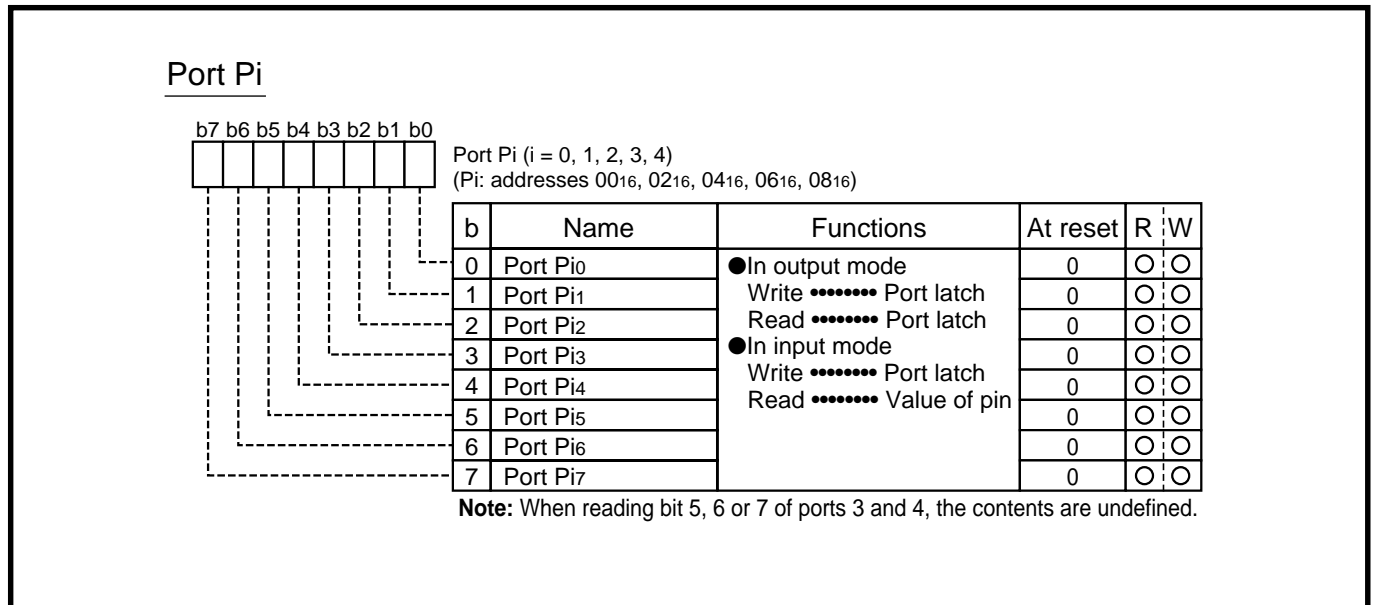 Port Pi
b7 b6 b5 b4 b3 b2 b1 b0
Port Pi (i = 0, 1, 2, 3, 4)
(Pi: addresses 0016, 0216, 0416, 0616, 0816)
b Name Functions At reset R W
0 Port Pi0 ●In output mode 0 ○ ○
1 Port Pi1 Write •••••••• Port latch 0 ○ ○
2 Port Pi2 Read •••••••• Port latch 0 ○ ○
3 Port Pi3 ●In input mode 0 ○ ○
4 Port Pi4 Write •••••••• Port latch 0 ○ ○
5 Port Pi5 Read •••••••• Value of pin 0 ○ ○
6 Port Pi6 0 ○ ○
7 Port Pi7 0 ○ ○
Note: When reading bit 5, 6 or 7 of ports 3 and 4, the contents are undefined.